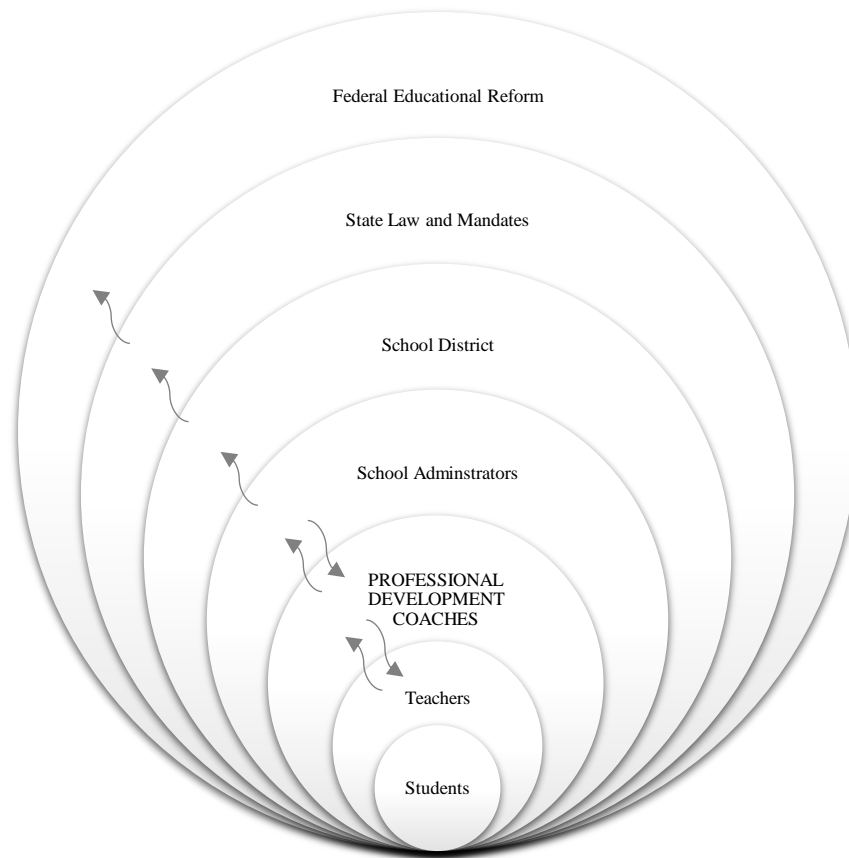 Federal Educational Reform
State Law and Mandates
School District
School Adminstrators
PROFESSIONAL
DEVELOPMENT
COACHES
Teachers
Students